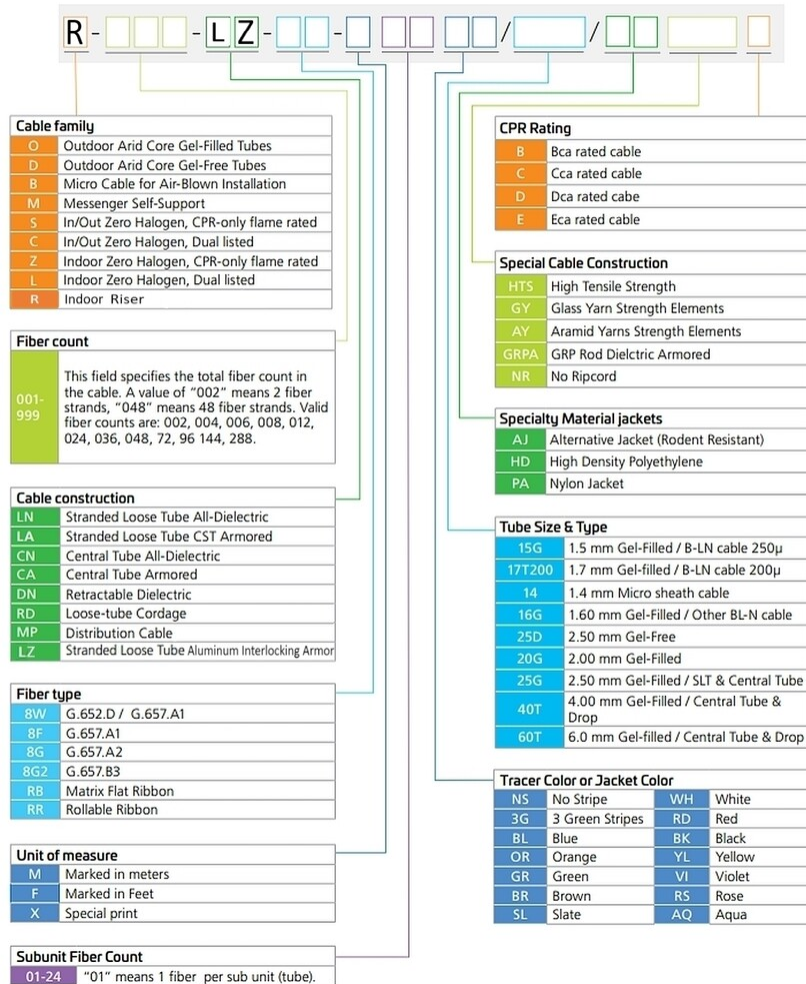 R - - L Z - - / /
Cable family
O Outdoor Arid Core Gel-Filled Tubes
D Outdoor Arid Core Gel-Free Tubes
B Micro Cable for Air-Blown Installation
M Messenger Self-Support
S In/Out Zero Halogen, CPR-only flame rated
C In/Out Zero Halogen, Dual listed
Z Indoor Zero Halogen, CPR-only flame rated
L Indoor Zero Halogen, Dual listed
R Indoor Riser
Fiber count
001-
999
This field specifies the total fiber count in
the cable. A value of “002” means 2 fiber
strands, “048” means 48 fiber strands. Valid
fiber counts are: 002, 004, 006, 008, 012,
024, 036, 048, 72, 96 144, 288.
Cable construction
LN Stranded Loose Tube All-Dielectric
LA Stranded Loose Tube CST Armored
CN Central Tube All-Dielectric
CA Central Tube Armored
DN Retractable Dielectric
RD Loose-tube Cordage
MP Distribution Cable
LZ Stranded Loose Tube Aluminum Interlocking Armor
Fiber type
8W G.652.D / G.657.A1
8F G.657.A1
8G G.657.A2
8G2 G.657.B3
RB Matrix Flat Ribbon
RR Rollable Ribbon
Unit of measure
M Marked in meters
F Marked in Feet
X Special print
Subunit Fiber Count
01-24 “01” means 1 fiber per sub unit (tube).
CPR Rating
B Bca rated cable
C Cca rated cable
D Dca rated cabe
E Eca rated cable
Special Cable Construction
HTS High Tensile Strength
GY Glass Yarn Strength Elements
AY Aramid Yarns Strength Elements
GRPA GRP Rod Dielctric Armored
NR No Ripcord
Specialty Material jackets
AJ Alternative Jacket (Rodent Resistant)
HD High Density Polyethylene
PA Nylon Jacket
Tube Size & Type
15G 1.5 mm Gel-Filled / B-LN cable 250µ
17T200 1.7 mm Gel-filled / B-LN cable 200µ
14 1.4 mm Micro sheath cable
16G 1.60 mm Gel-Filled / Other BL-N cable
25D 2.50 mm Gel-Free
20G 2.00 mm Gel-Filled
25G 2.50 mm Gel-Filled / SLT & Central Tube
40T 4.00 mm Gel-Filled / Central Tube &
Drop
60T 6.0 mm Gel-filled / Central Tube & Drop
Tracer Color or Jacket Color
NS No Stripe WH White
3G 3 Green Stripes RD Red
BL Blue BK Black
OR Orange YL Yellow
GR Green VI Violet
BR Brown RS Rose
SL Slate AQ Aqua